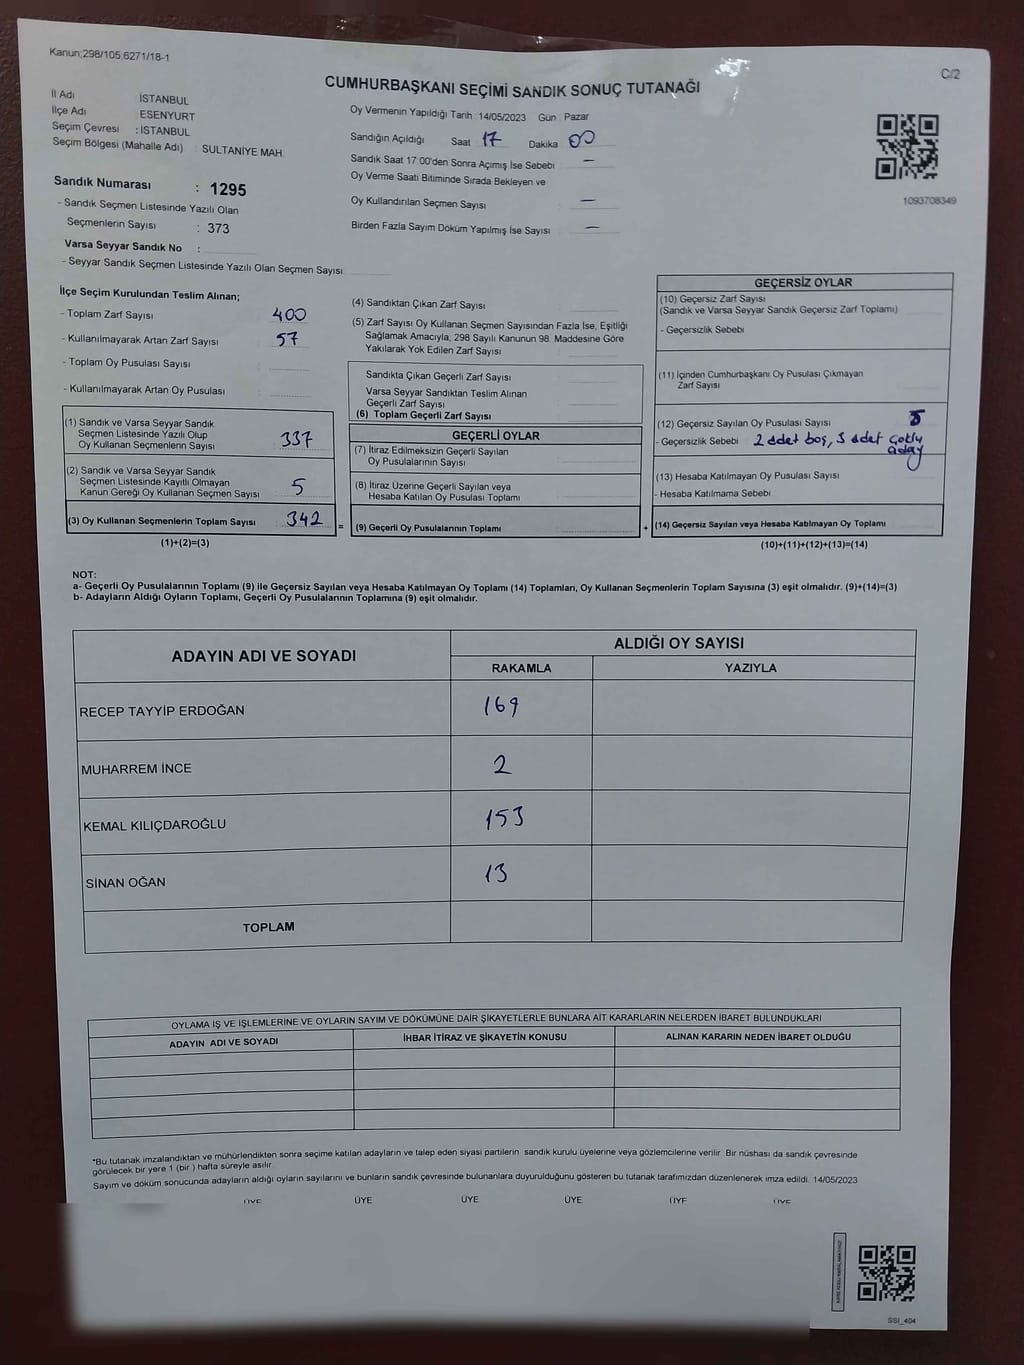 Kanun;298/105;6271/18-1
C/2
CUMHURBAŞKANI SEÇİMİ SANDIK SONUÇ TUTANAĞI
İl Adı İSTANBUL
İlçe Adı ESENYURT
Seçim Çevresi : İSTANBUL
Seçim Bölgesi (Mahalle Adı) : SULTANİYE MAH.
Sandık Numarası : 1295
- Sandık Seçmen Listesinde Yazılı Olan
Seçmenlerin Sayısı : 373
Varsa Seyyar Sandık No :
- Seyyar Sandık Seçmen Listesinde Yazılı Olan Seçmen Sayısı:
Oy Vermenin Yapıldığı Tarih 14/05/2023 Gün Pazar
Sandığın Açıldığı Saat 17 Dakika 00
Sandık Saat 17:00'den Sonra Açımış İse Sebebi —
Oy Verme Saati Bitiminde Sırada Bekleyen ve
Oy Kullandırılan Seçmen Sayısı —
Birden Fazla Sayım Döküm Yapılmış İse Sayısı —
1093708349
İlçe Seçim Kurulundan Teslim Alınan;
- Toplam Zarf Sayısı 400
- Kullanılmayarak Artan Zarf Sayısı 57
- Toplam Oy Pusulası Sayısı
- Kullanılmayarak Artan Oy Pusulası
(1) Sandık ve Varsa Seyyar Sandık
Seçmen Listesinde Yazılı Olup
Oy Kullanan Seçmenlerin Sayısı 337
(2) Sandık ve Varsa Seyyar Sandık
Seçmen Listesinde Kayıtlı Olmayan
Kanun Gereği Oy Kullanan Seçmen Sayısı 5
(3) Oy Kullanan Seçmenlerin Toplam Sayısı 342
(1)+(2)=(3)
(4) Sandıktan Çıkan Zarf Sayısı
(5) Zarf Sayısı Oy Kullanan Seçmen Sayısından Fazla İse, Eşitliği
Sağlamak Amacıyla, 298 Sayılı Kanunun 98. Maddesine Göre
Yakılarak Yok Edilen Zarf Sayısı
Sandıkta Çıkan Geçerli Zarf Sayısı
Varsa Seyyar Sandıktan Teslim Alınan
Geçerli Zarf Sayısı
(6) Toplam Geçerli Zarf Sayısı
GEÇERLİ OYLAR
(7) İtiraz Edilmeksizin Geçerli Sayılan
Oy Pusulalarının Sayısı
(8) İtiraz Üzerine Geçerli Sayılan veya
Hesaba Katılan Oy Pusulası Toplamı
= (9) Geçerli Oy Pusulalarının Toplamı
GEÇERSİZ OYLAR
(10) Geçersiz Zarf Sayısı
(Sandık ve Varsa Seyyar Sandık Geçersiz Zarf Toplamı)
- Geçersizlik Sebebi
(11) İçinden Cumhurbaşkanı Oy Pusulası Çıkmayan
Zarf Sayısı
(12) Geçersiz Sayılan Oy Pusulası Sayısı 5
- Geçersizlik Sebebi 2 adet boş, 3 adet çoklu
aday
(13) Hesaba Katılmayan Oy Pusulası Sayısı
- Hesaba Katılmama Sebebi
+ (14) Geçersiz Sayılan veya Hesaba Katılmayan Oy Toplamı
(10)+(11)+(12)+(13)=(14)
NOT:
a- Geçerli Oy Pusulalarının Toplamı (9) ile Geçersiz Sayılan veya Hesaba Katılmayan Oy Toplamı (14) Toplamları, Oy Kullanan Seçmenlerin Toplam Sayısına (3) eşit olmalıdır. (9)+(14)=(3)
b- Adayların Aldığı Oyların Toplamı, Geçerli Oy Pusulalarının Toplamına (9) eşit olmalıdır.
ADAYIN ADI VE SOYADI
ALDIĞI OY SAYISI
RAKAMLA YAZIYLA
RECEP TAYYİP ERDOĞAN 169
MUHARREM İNCE 2
KEMAL KILIÇDAROĞLU 153
SİNAN OĞAN 13
TOPLAM
OYLAMA İŞ VE İŞLEMLERİNE VE OYLARIN SAYIM VE DÖKÜMÜNE DAİR ŞİKAYETLERLE BUNLARA AİT KARARLARIN NELERDEN İBARET BULUNDUKLARI
ADAYIN ADI VE SOYADI İHBAR İTİRAZ VE ŞİKAYETİN KONUSU ALINAN KARARIN NEDEN İBARET OLDUĞU
*Bu tutanak imzalandıktan ve mühürlendikten sonra seçime katılan adayların ve talep eden siyasi partilerin sandık kurulu üyelerine veya gözlemcilerine verilir. Bir nüshası da sandık çevresinde
görülecek bir yere 1 (bir ) hafta süreyle asılır.
Sayım ve döküm sonucunda adayların aldığı oyların sayılarını ve bunların sandık çevresinde bulunanlara duyurulduğunu gösteren bu tutanak tarafımızdan düzenlenerek imza edildi. 14/05/2023
ÜYE ÜYE ÜYE ÜYE ÜYE ÜYE
SSI_404